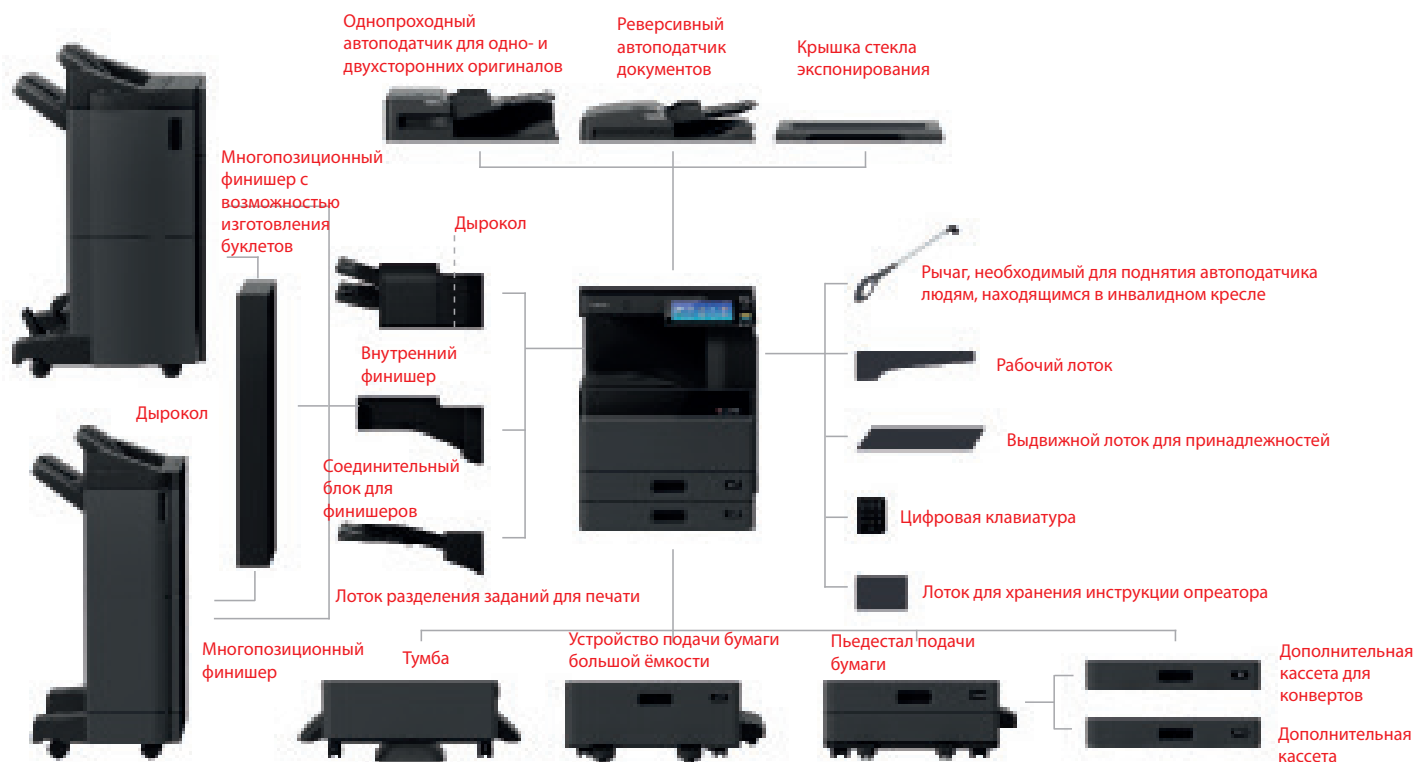 Однопроходный
автоподатчик для одно- и
двухсторонних оригиналов
Реверсивный
автоподатчик
документов
Крышка стекла
экспонирования
Многопозиционный
финишер с
возможностью
изготовления
буклетов
Дырокол
Рычаг, необходимый для поднятия автоподатчика
людям, находящимся в инвалидном кресле
Внутренний
финишер
Рабочий лоток
Дырокол
Выдвижной лоток для принадлежностей
Соединительный
блок для
финишеров
Цифровая клавиатура
Лоток разделения заданий для печати
Лоток для хранения инструкции опреатора
Многопозиционный
финишер
Тумба
Устройство подачи бумаги
большой ёмкости
Пьедестал подачи
бумаги
Дополнительная
кассета для
конвертов
Дополнительная
кассета